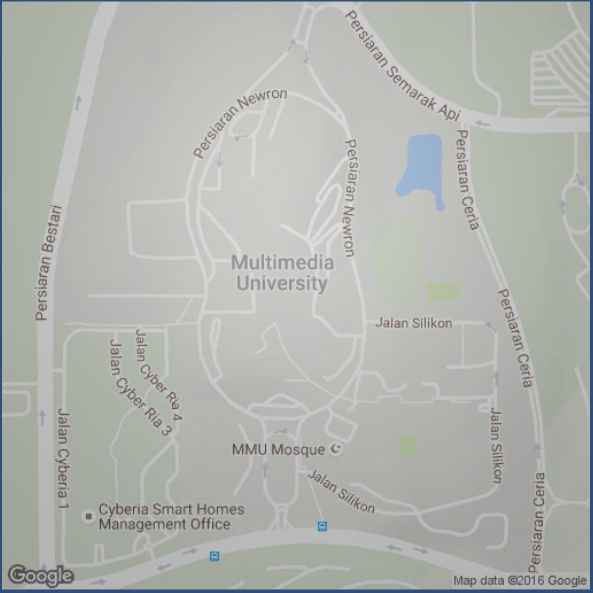 Persiaran Semarak Api
Persiaran Newron
Persiaran Newron
Persiaran Ceria
Persiaran Bestari
Multimedia
University
Persiaran Ceria
Jalan Silikon
Jalan Cyber Ria 4
Jalan Cyber Ria 3
Jalan Cyberia 1
MMU Mosque
Jalan Silikon
Jalan Silikon
Persiaran Ceria
Cyberia Smart Homes
Management Office
Google
Map data ©2016 Google